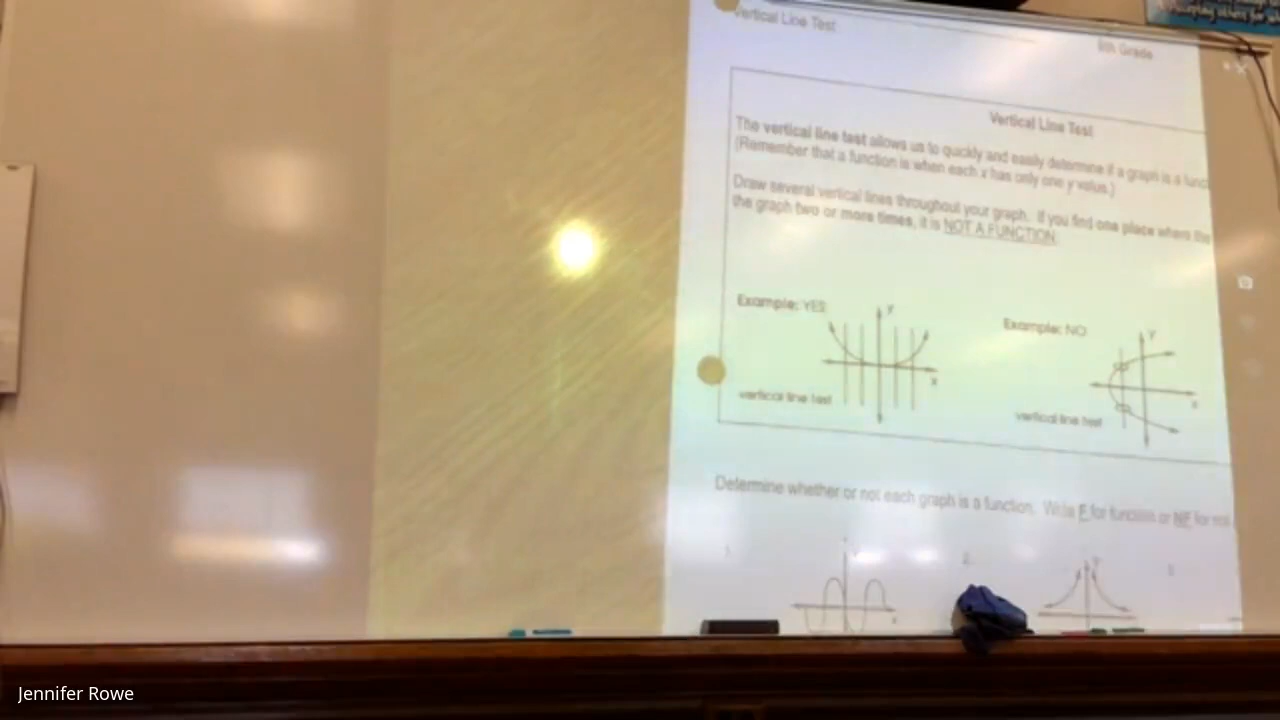 Vertical Line Test
8th Grade
Vertical Line Test
The vertical line test allows us to quickly and easily determine if a graph is a func
(Remember that a function is when each x has only one y value.)
Draw several vertical lines throughout your graph. If you find one place where the
the graph two or more times, it is NOT A FUNCTION.
Example: YES
y
x
vertical line test
Example: NO
y
x
vertical line test
Determine whether or not each graph is a function. Write F for function or NF for not
1.
2.
y
Jennifer Rowe